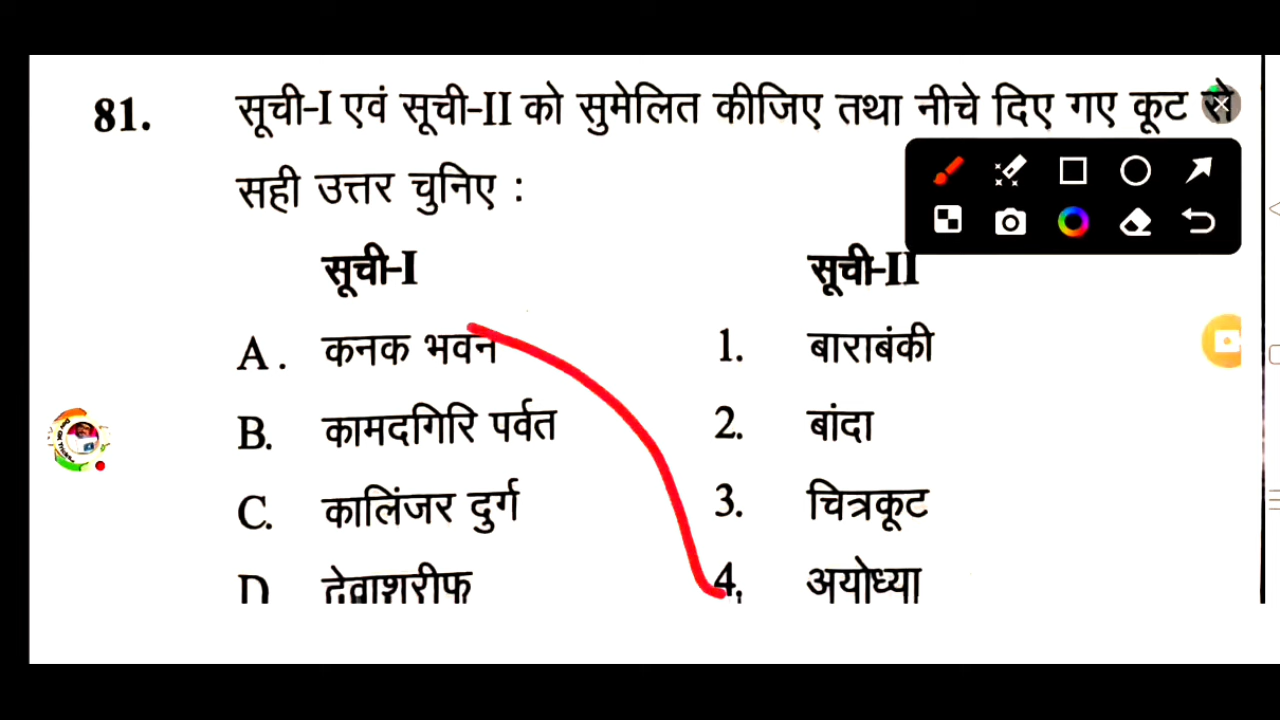 81. सूची-I एवं सूची-II को सुमेलित कीजिए तथा नीचे दिए गए कूट से
सही उत्तर चुनिए :
सूची-I सूची-II
A. कनक भवन 1. बाराबंकी
B. कामदगिरि पर्वत 2. बांदा
C. कालिंजर दुर्ग 3. चित्रकूट
D देवाशरीफ 4. अयोध्या